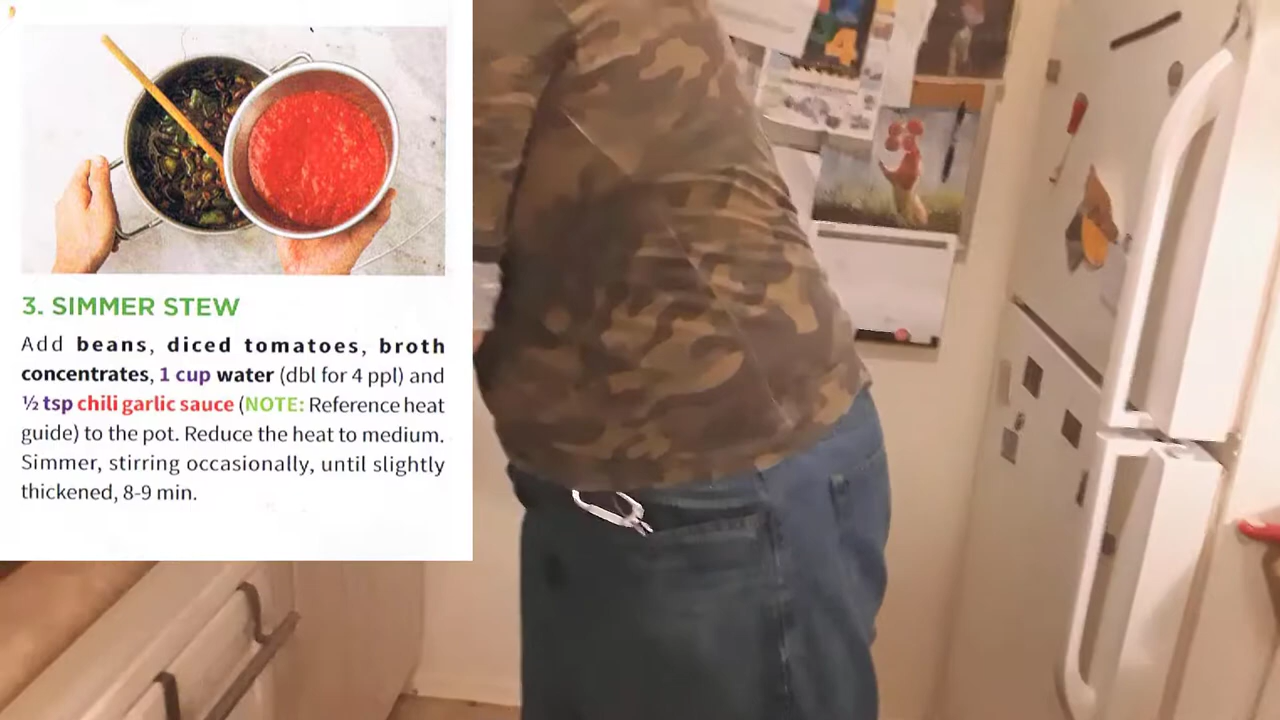 3. SIMMER STEW
Add beans, diced tomatoes, broth
concentrates, 1 cup water (dbl for 4 ppl) and
½ tsp chili garlic sauce (NOTE: Reference heat
guide) to the pot. Reduce the heat to medium.
Simmer, stirring occasionally, until slightly
thickened, 8-9 min.
4